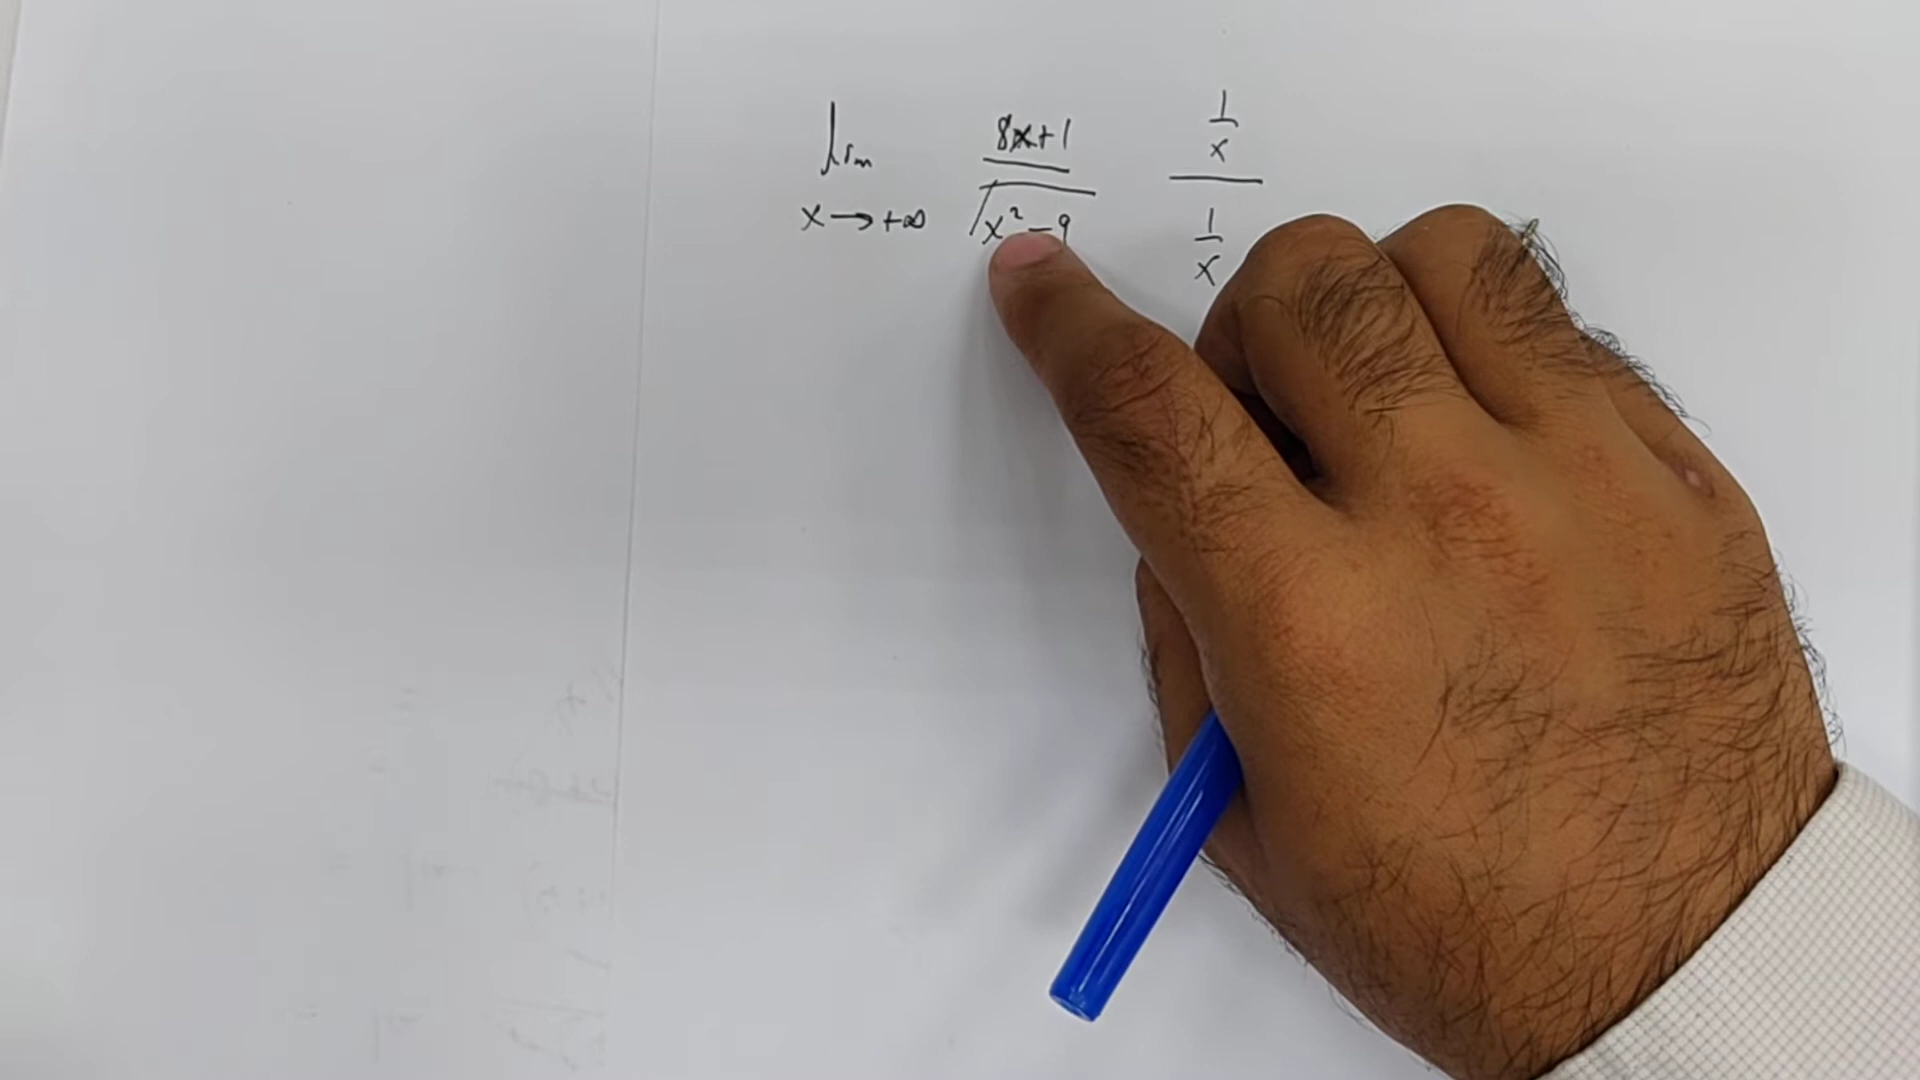 lim 8x+1 1/x
x→+∞ √x²-9 1/x